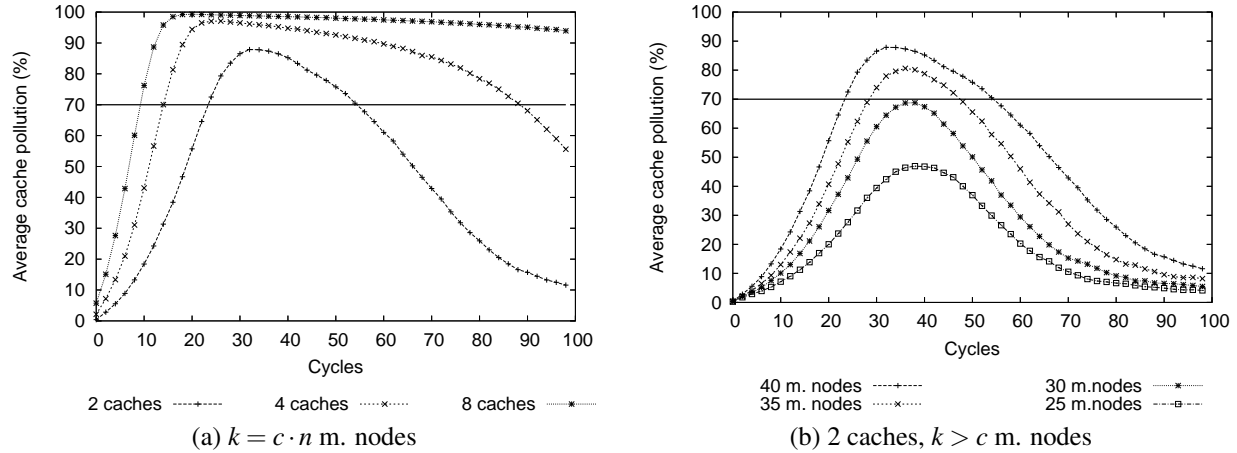 100
90
80
70
60
50
40
30
20
10
0
Average cache pollution (%)
0 10 20 30 40 50 60 70 80 90 100
Cycles
2 caches 4 caches 8 caches
(a) k = c · n m. nodes
100
90
80
70
60
50
40
30
20
10
0
Average cache pollution (%)
0 10 20 30 40 50 60 70 80 90 100
Cycles
40 m. nodes 30 m.nodes
35 m. nodes 25 m.nodes
(b) 2 caches, k > c m. nodes